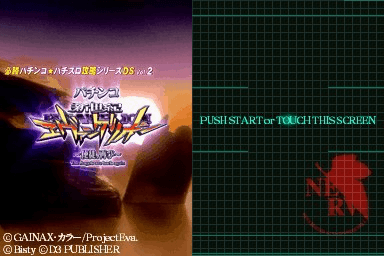 必勝パチンコ★パチスロ攻略シリーズDS Vol.2
パチンコ
新世紀
エヴァンゲリオン
～使徒、再び～
PUSH START or TOUCH THIS SCREEN
NERV
© GAINAX・カラー/Project Eva.
© Bisty © D3 PUBLISHER